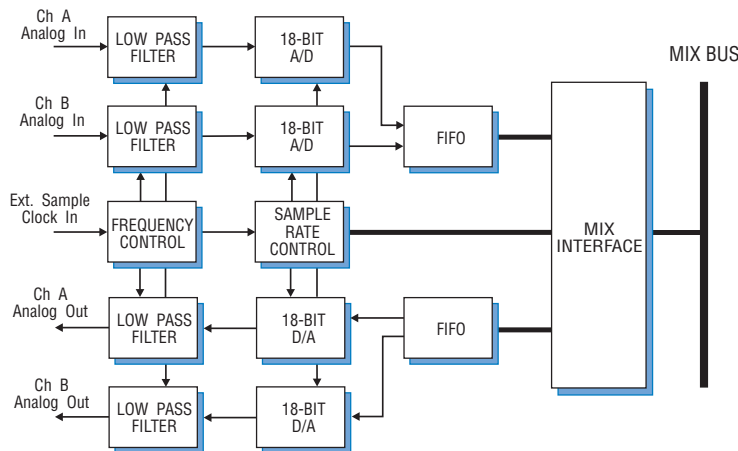 Ch A
Analog In
LOW PASS
FILTER
18-BIT
A/D
MIX BUS
Ch B
Analog In
LOW PASS
FILTER
18-BIT
A/D
FIFO
Ext. Sample
Clock In
FREQUENCY
CONTROL
SAMPLE
RATE
CONTROL
MIX
INTERFACE
Ch A
Analog Out
LOW PASS
FILTER
18-BIT
D/A
FIFO
Ch B
Analog Out
LOW PASS
FILTER
18-BIT
D/A